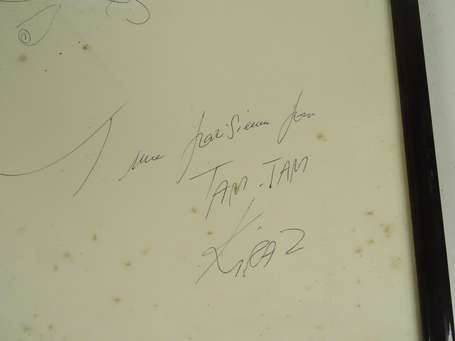 une parisienne pour
TAM-TAM
KIRAZ